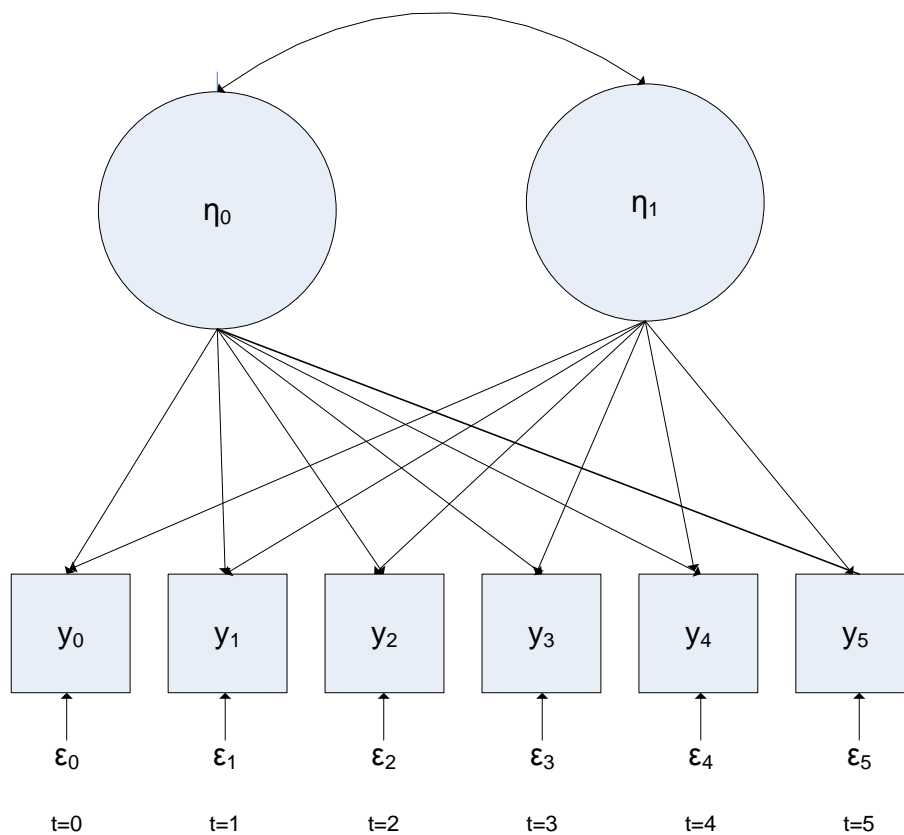 η₀ η₁
y₀ y₁ y₂ y₃ y₄ y₅
ε₀ ε₁ ε₂ ε₃ ε₄ ε₅
t=0 t=1 t=2 t=3 t=4 t=5